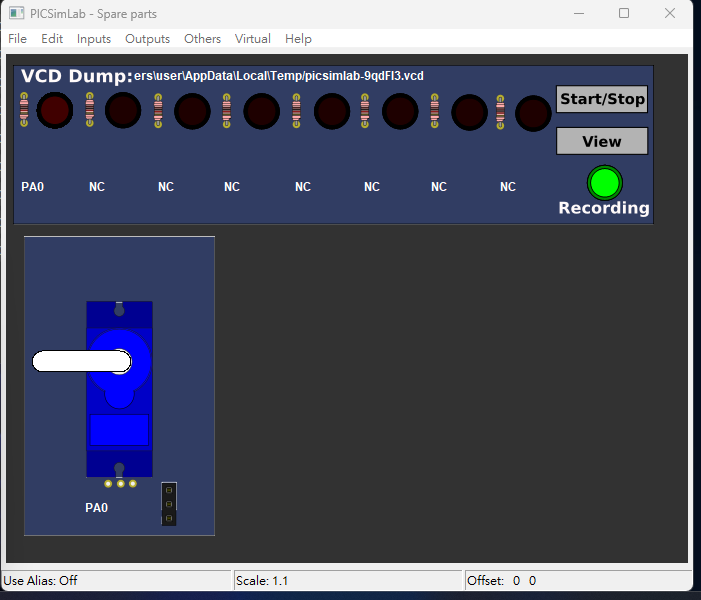 PICSimLab - Spare parts
File Edit Inputs Outputs Others Virtual Help
VCD Dump:ers\user\AppData\Local\Temp/picsimlab-9qdFI3.vcd
Start/Stop
View
PA0 NC NC NC NC NC NC NC
Recording
PA0
Use Alias: Off Scale: 1.1 Offset: 0 0